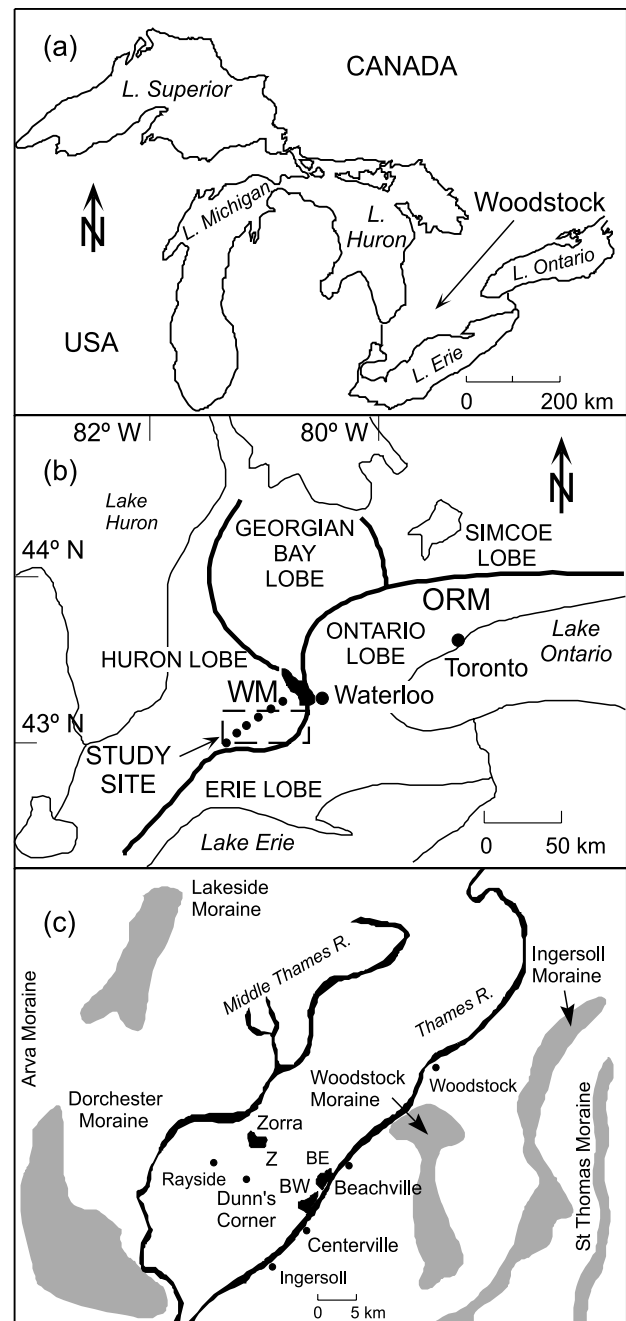 (a)
CANADA
L. Superior
L. Michigan
L.
Huron
Woodstock
L. Ontario
N
USA
L. Erie
0 200 km
82º W 80º W
(b)
Lake
Huron
N
GEORGIAN
BAY
LOBE
SIMCOE
LOBE
44º N
ORM
ONTARIO
LOBE
Lake
Ontario
Toronto
HURON LOBE
WM
Waterloo
43º N
STUDY
SITE
ERIE LOBE
Lake Erie
0 50 km
(c)
Lakeside
Moraine
Ingersoll
Moraine
Middle Thames R.
Thames R.
Arva Moraine
Woodstock
Moraine
Woodstock
Dorchester
Moraine
Zorra
Z
BE
Rayside
Dunn's
Corner
BW
Beachville
St Thomas Moraine
Centerville
Ingersoll
0 5 km